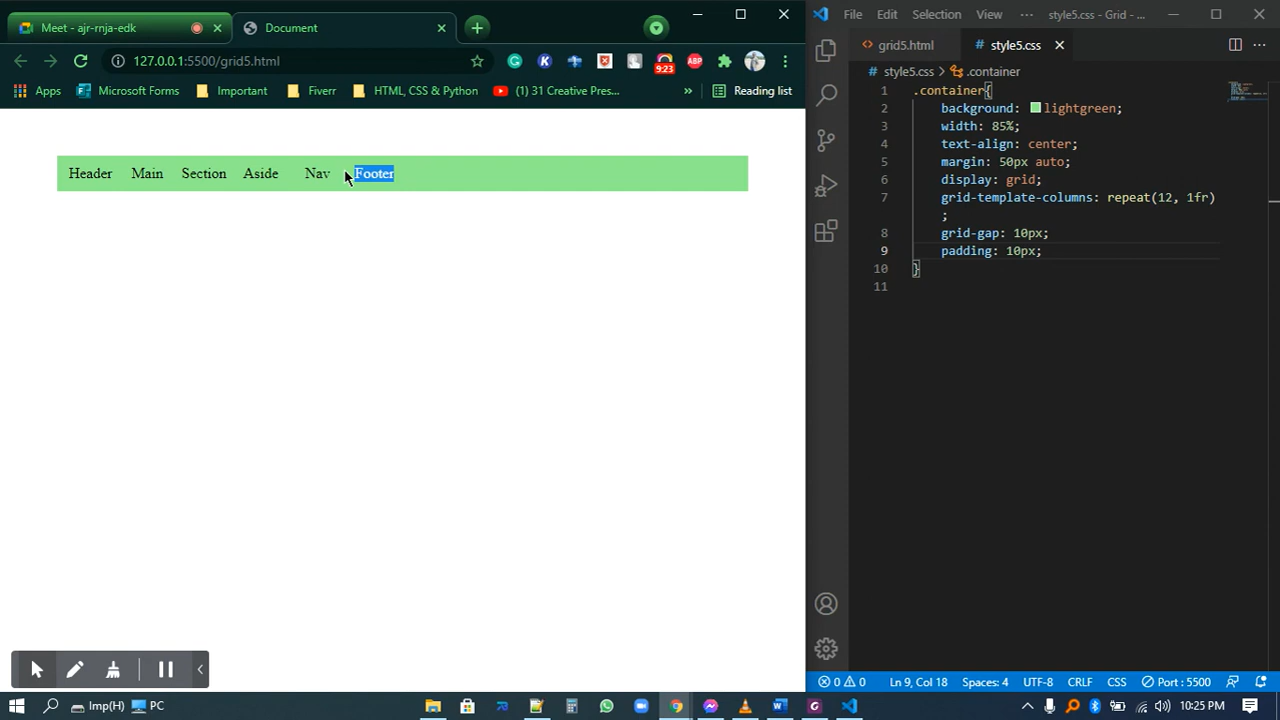 Meet - ajr-rnja-edk
Document
File Edit Selection View ··· style5.css - Grid - ...
127.0.0.1:5500/grid5.html
9:23
ABP
grid5.html
style5.css
Apps Microsoft Forms Important Fiverr HTML, CSS & Python (1) 31 Creative Pres... » Reading list
# style5.css > .container
Header Main Section Aside Nav Footer
1 .container{
2 background: lightgreen;
3 width: 85%;
4 text-align: center;
5 margin: 50px auto;
6 display: grid;
7 grid-template-columns: repeat(12, 1fr)
;
8 grid-gap: 10px;
9 padding: 10px;
10 }
11
0 0 Ln 9, Col 18 Spaces: 4 UTF-8 CRLF CSS Port : 5500
Imp(H) PC 10:25 PM